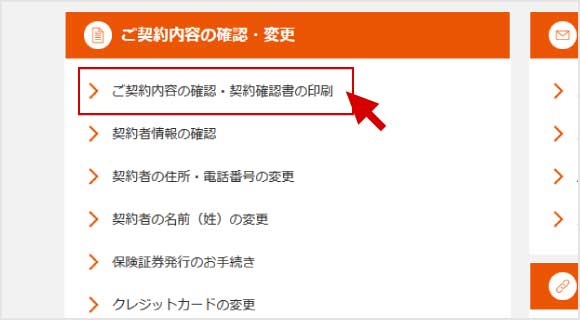 ご契約内容の確認・変更
ご契約内容の確認・契約確認書の印刷
契約者情報の確認
契約者の住所・電話番号の変更
契約者の名前（姓）の変更
保険証券発行のお手続き
クレジットカードの変更